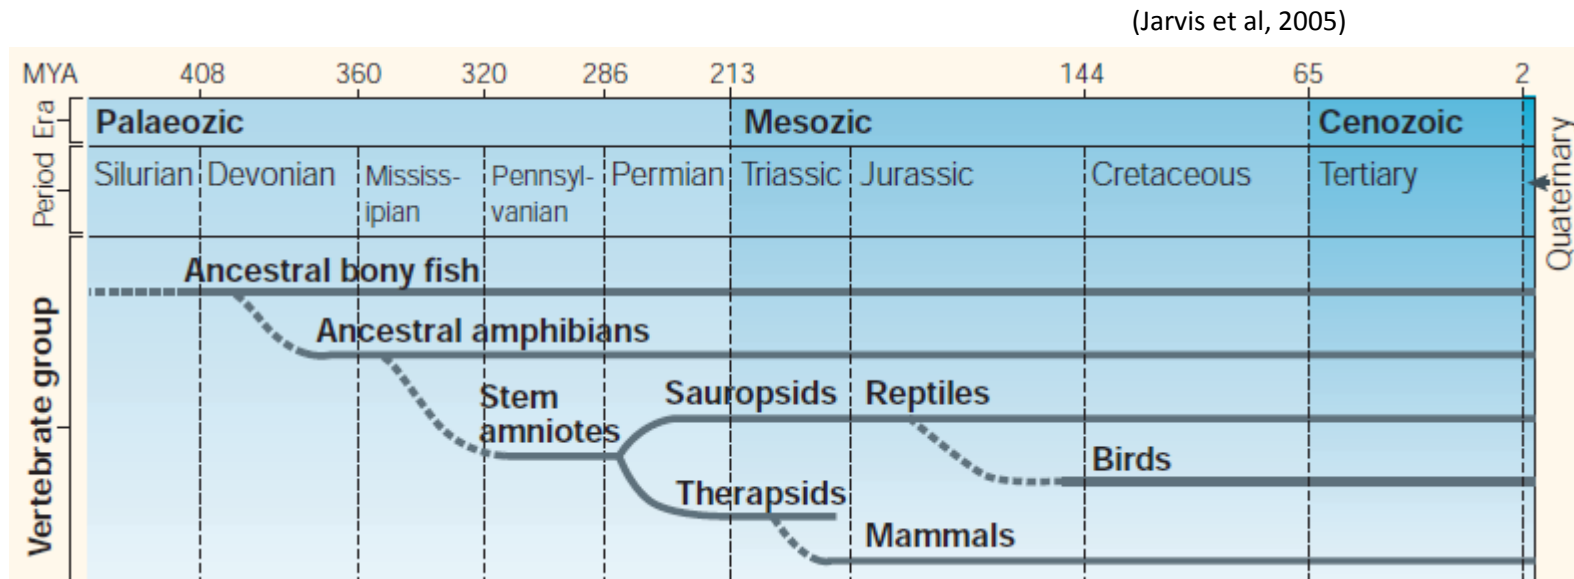 (Jarvis et al, 2005)
MYA 408 360 320 286 213 144 65 2
Era Palaeozic Mesozic Cenozoic
Period Silurian Devonian Mississ- Pennsyl- Permian Triassic Jurassic Cretaceous Tertiary
ipian vanian
Quaternary
Vertebrate group
Ancestral bony fish
Ancestral amphibians
Stem
amniotes
Sauropsids Reptiles
Birds
Therapsids
Mammals